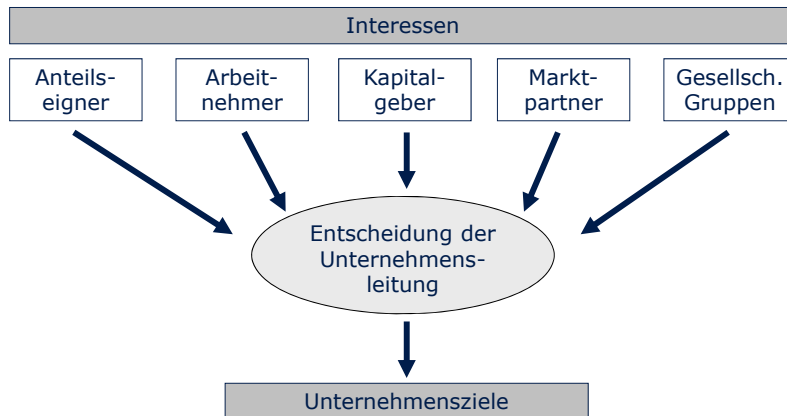 Interessen
Anteils-
eigner
Arbeit-
nehmer
Kapital-
geber
Markt-
partner
Gesellsch.
Gruppen
Entscheidung der
Unternehmens-
leitung
Unternehmensziele